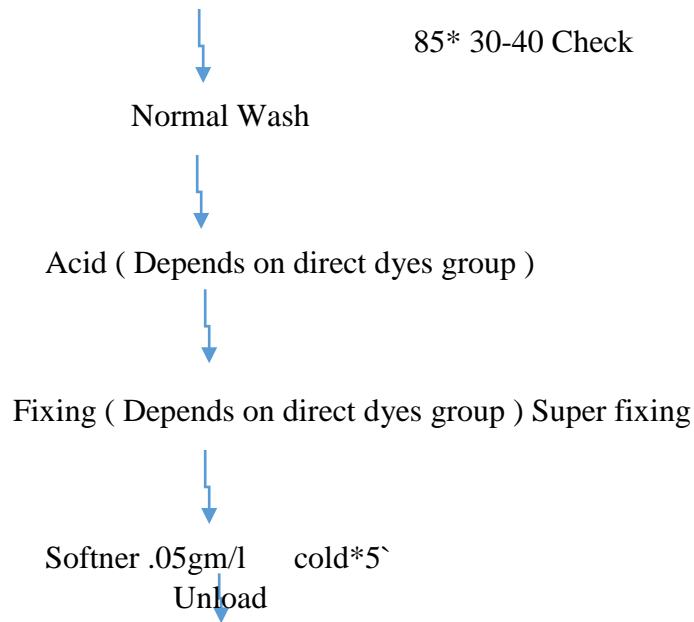 85* 30-40 Check
Normal Wash
Acid ( Depends on direct dyes group )
Fixing ( Depends on direct dyes group ) Super fixing
Softner .05gm/l cold*5`
Unload